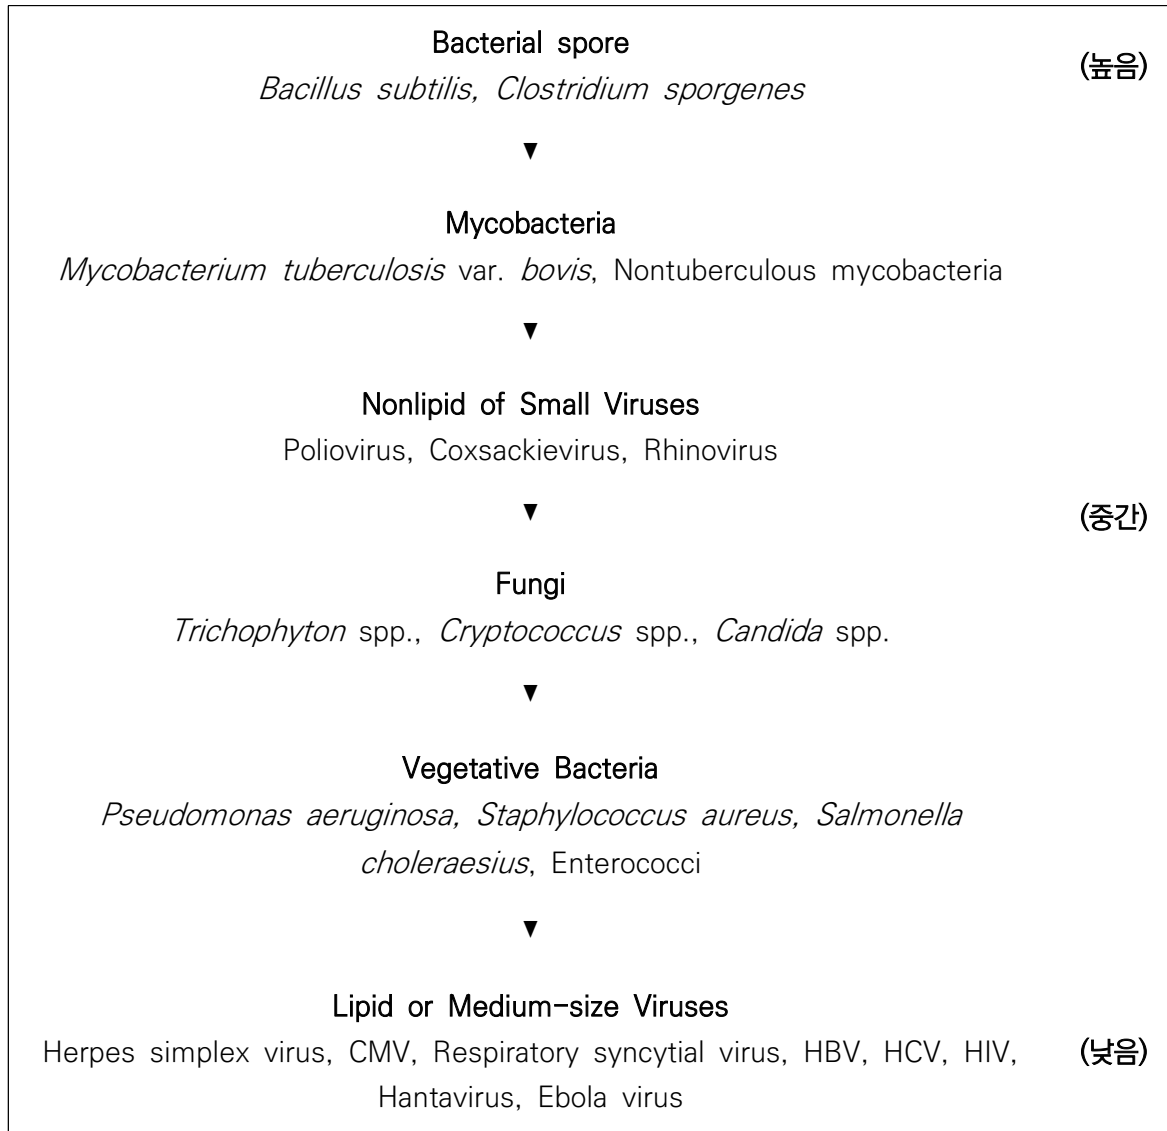 Bacterial spore
(높음)
Bacillus subtilis, Clostridium sporgenes
▼
Mycobacteria
Mycobacterium tuberculosis var. bovis, Nontuberculous mycobacteria
▼
Nonlipid of Small Viruses
Poliovirus, Coxsackievirus, Rhinovirus
▼
(중간)
Fungi
Trichophyton spp., Cryptococcus spp., Candida spp.
▼
Vegetative Bacteria
Pseudomonas aeruginosa, Staphylococcus aureus, Salmonella
choleraesius, Enterococci
▼
Lipid or Medium-size Viruses
Herpes simplex virus, CMV, Respiratory syncytial virus, HBV, HCV, HIV,
(낮음)
Hantavirus, Ebola virus